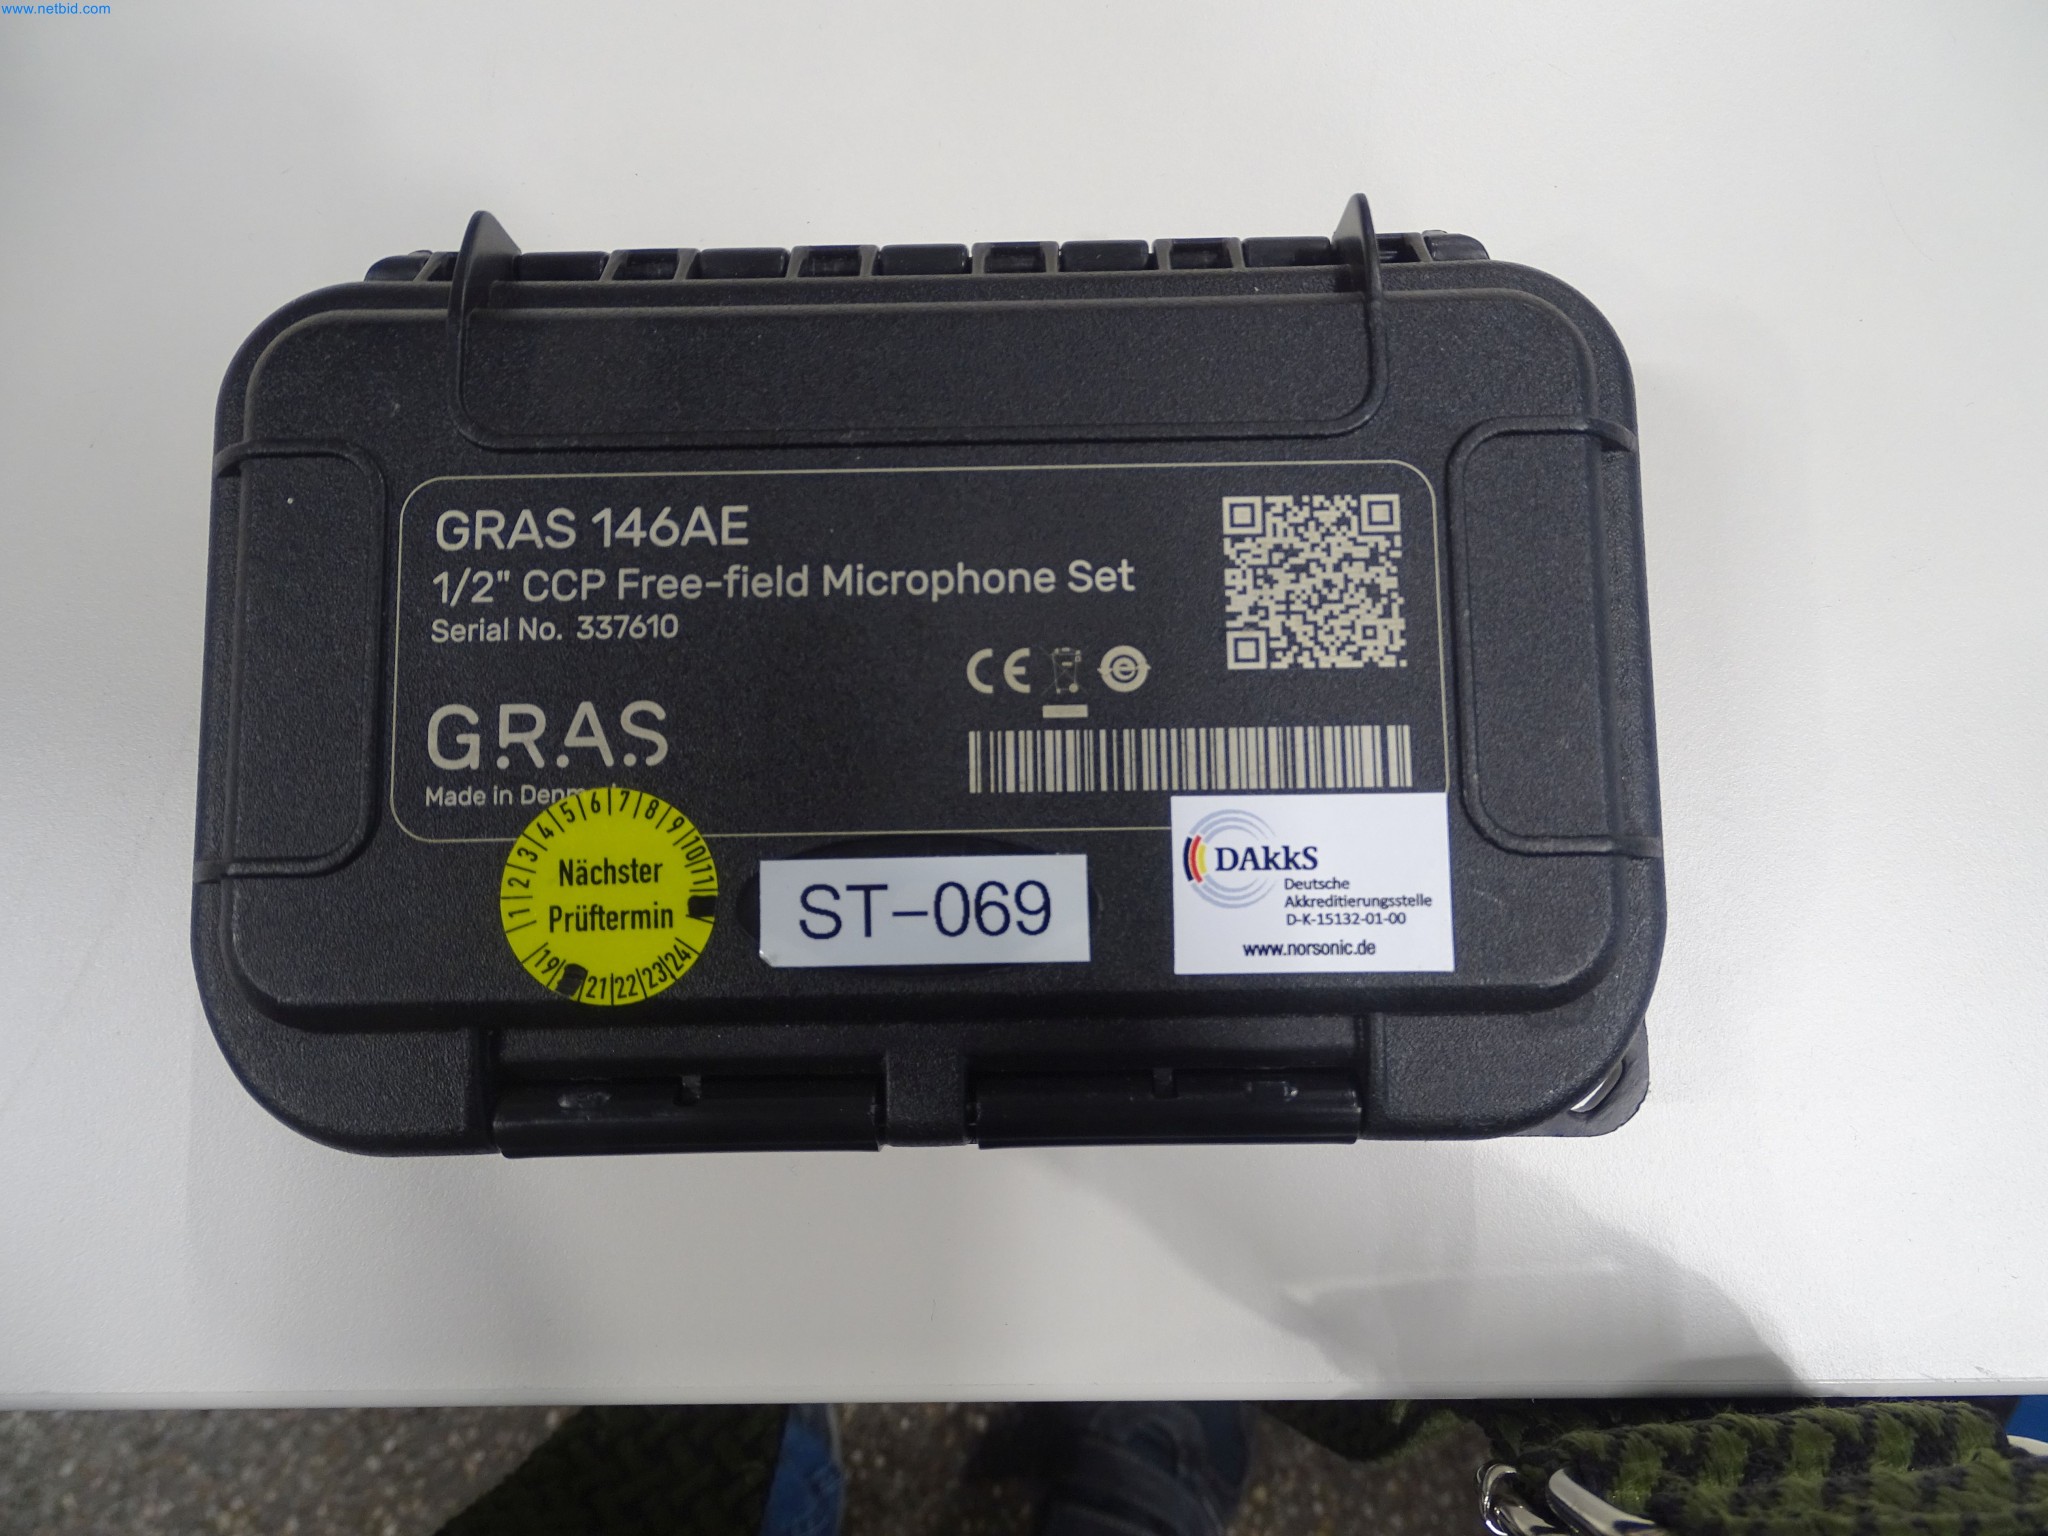 www.netbid.com
GRAS 146AE
1/2" CCP Free-field Microphone Set
Serial No. 337610
CE
G.R.A.S
Made in
1 2 3 4 5 6 7 8 9 10 11
Nächster
Prüftermin
19 21 22 23 24
ST-069
DAkkS
Deutsche
Akkreditierungsstelle
D-K-15132-01-00
www.norsonic.de